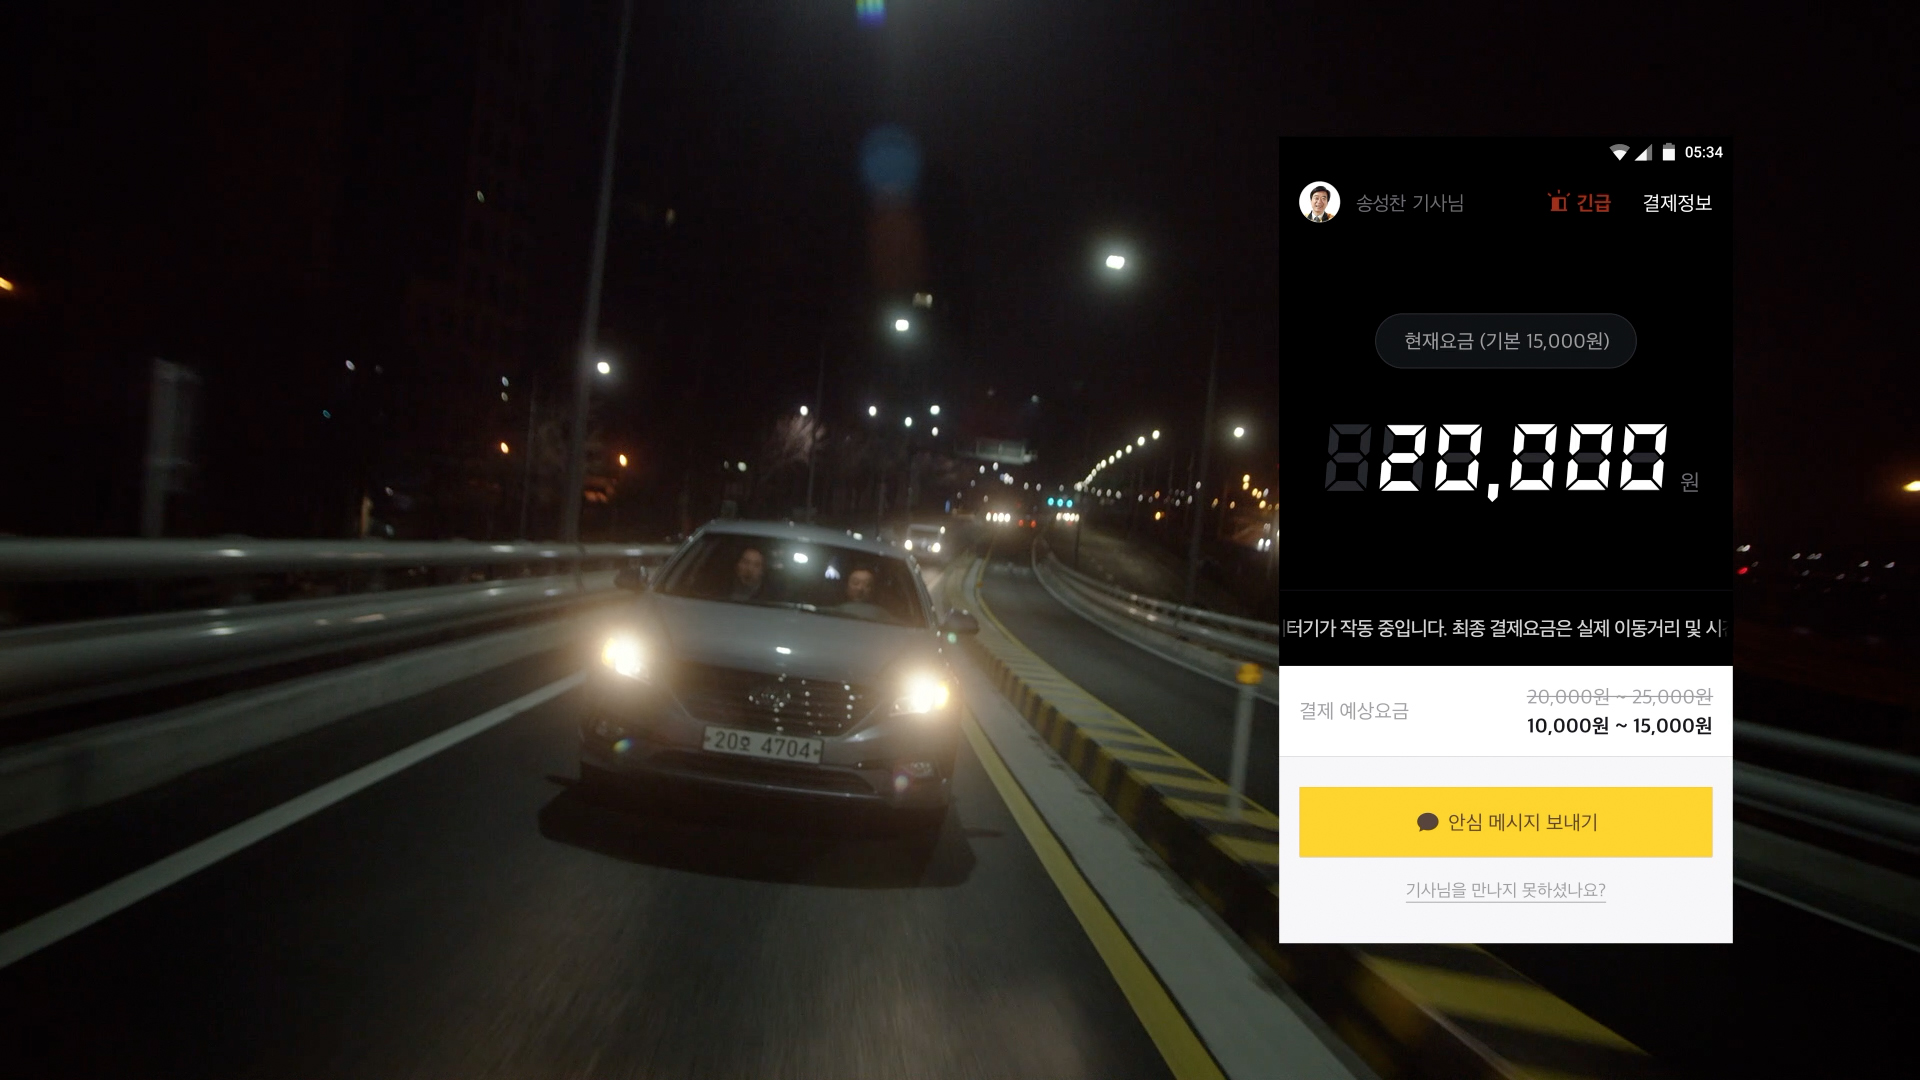 05:34
송성찬 기사님
긴급
결제정보
현재요금 (기본 15,000원)
20,000 원
터기가 작동 중입니다. 최종 결제요금은 실제 이동거리 및
결제 예상요금
20,000원 ~ 25,000원
10,000원 ~ 15,000원
안심 메시지 보내기
기사님을 만나지 못하셨나요?
20오 4704